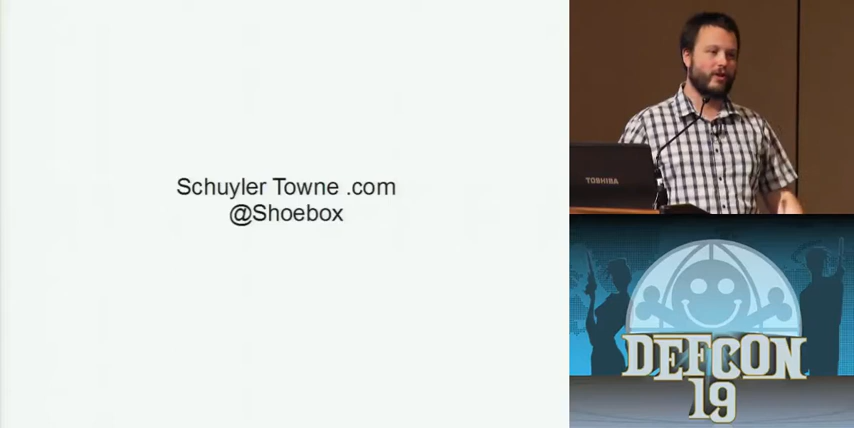 Schuyler Towne .com
@Shoebox
TOSHIBA
DEFCON
19